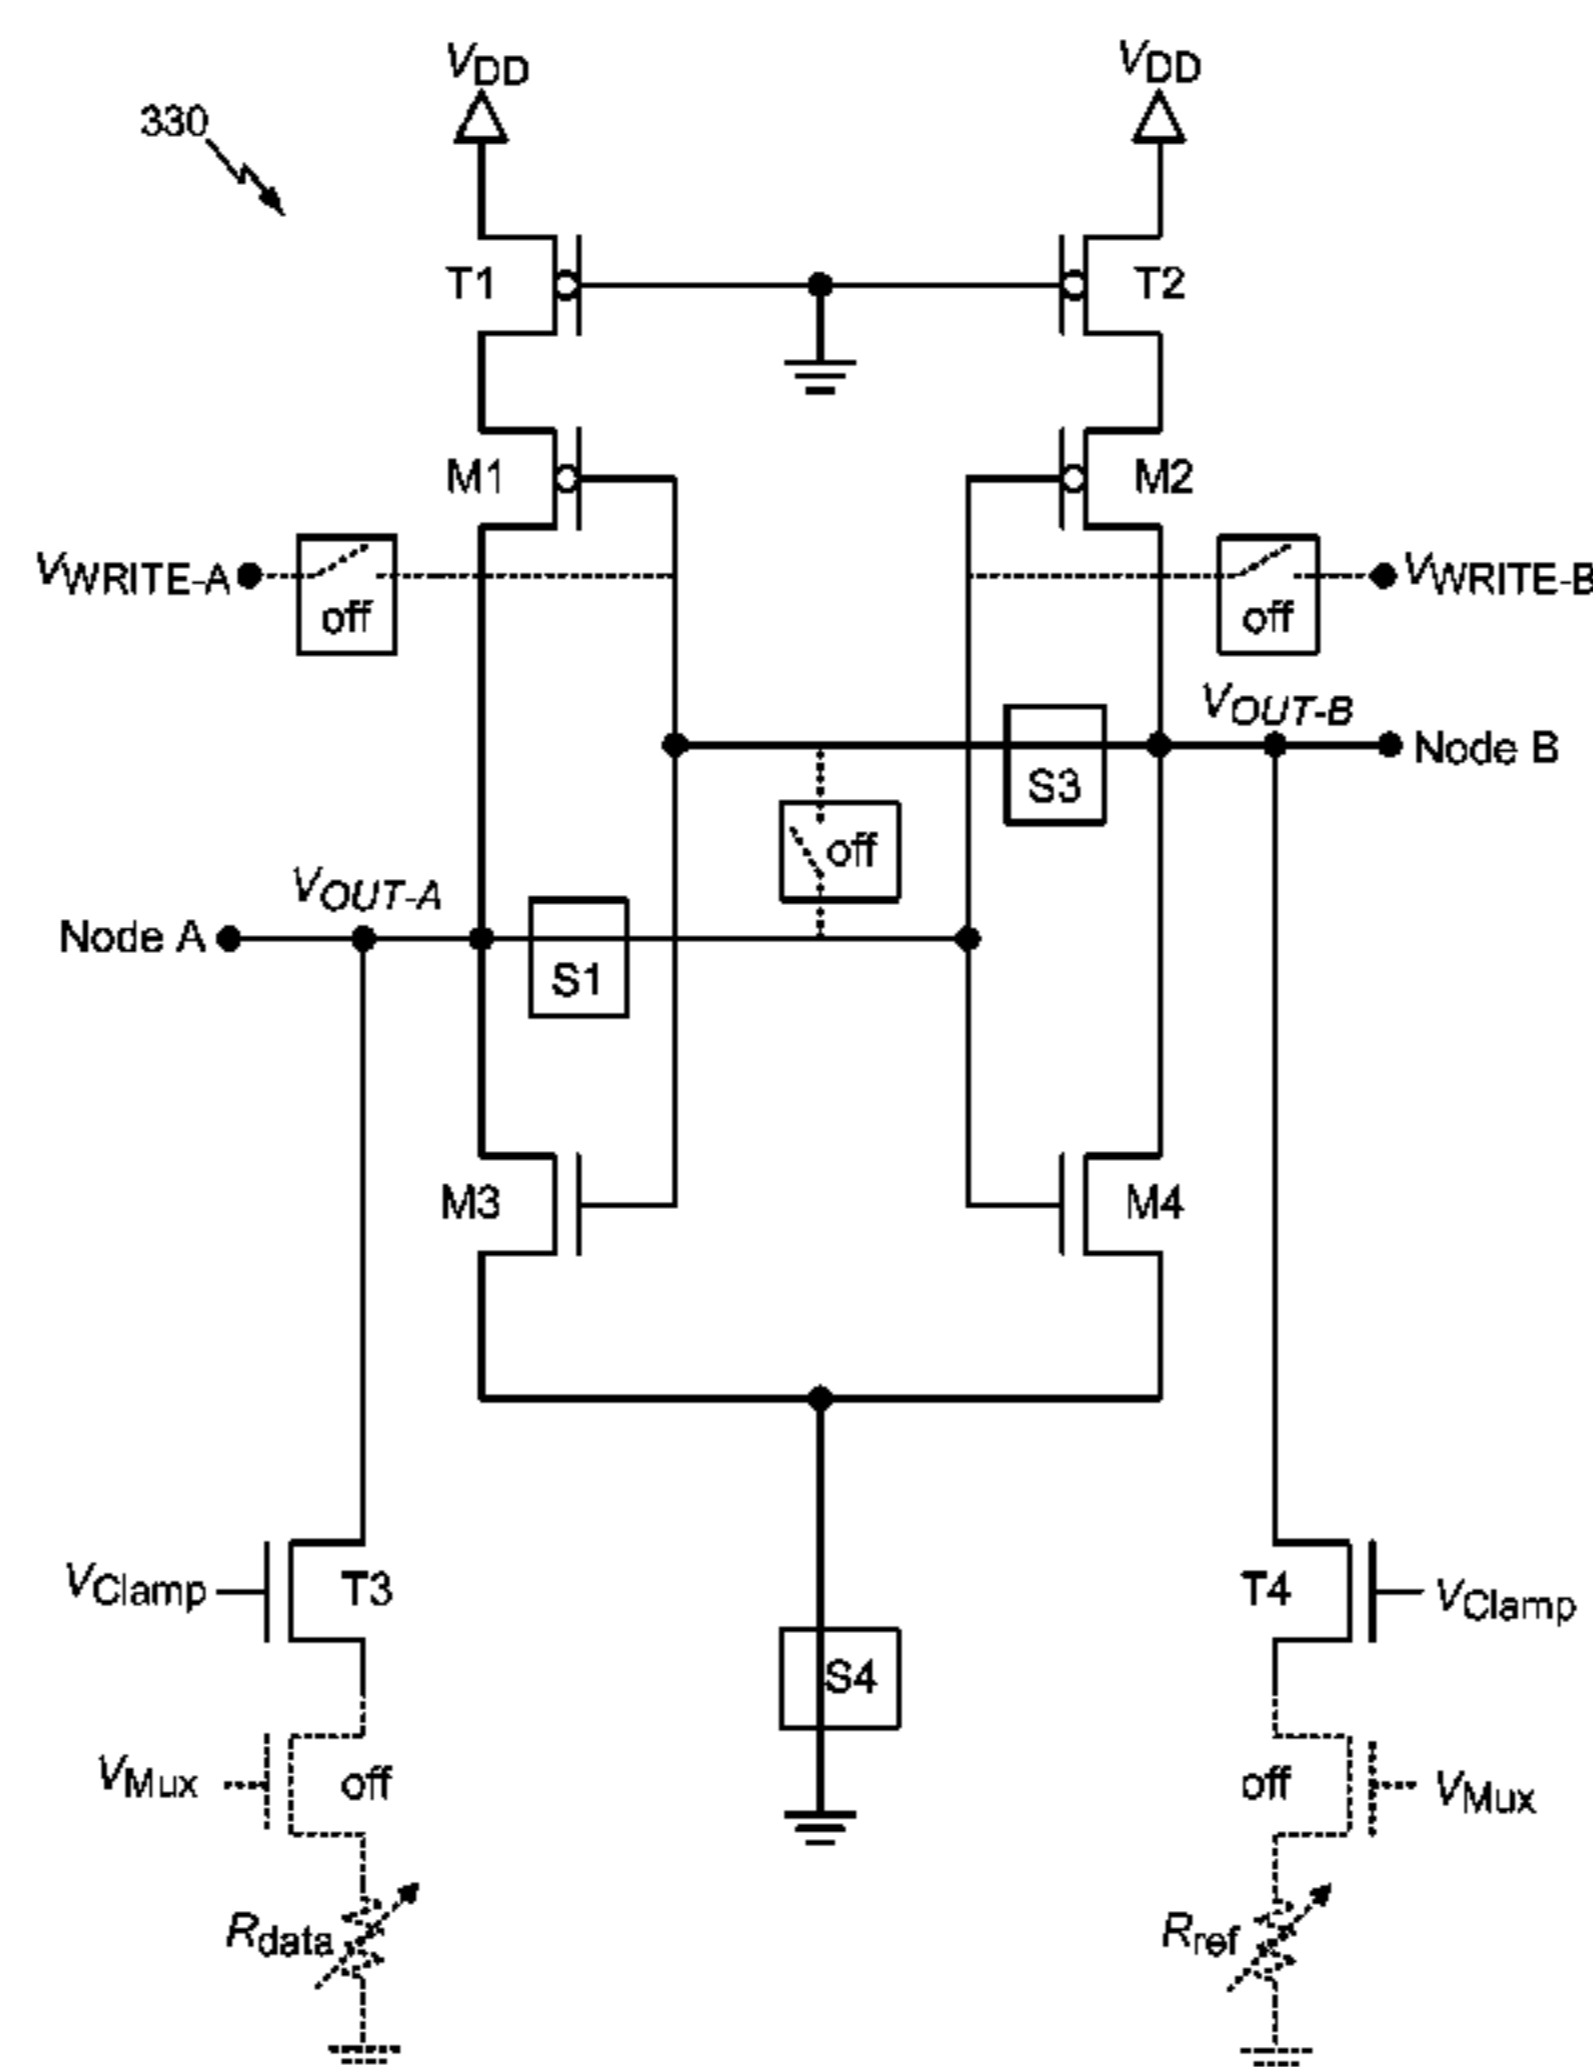 VDD VDD
330
T1 T2
M1 M2
VWRITE-A off off VWRITE-B
VOUT-B
S3 Node B
off
VOUT-A
Node A S1
M3 M4
VClamp T3 T4 VClamp
S4
VMux off off VMux
Rdata Rref